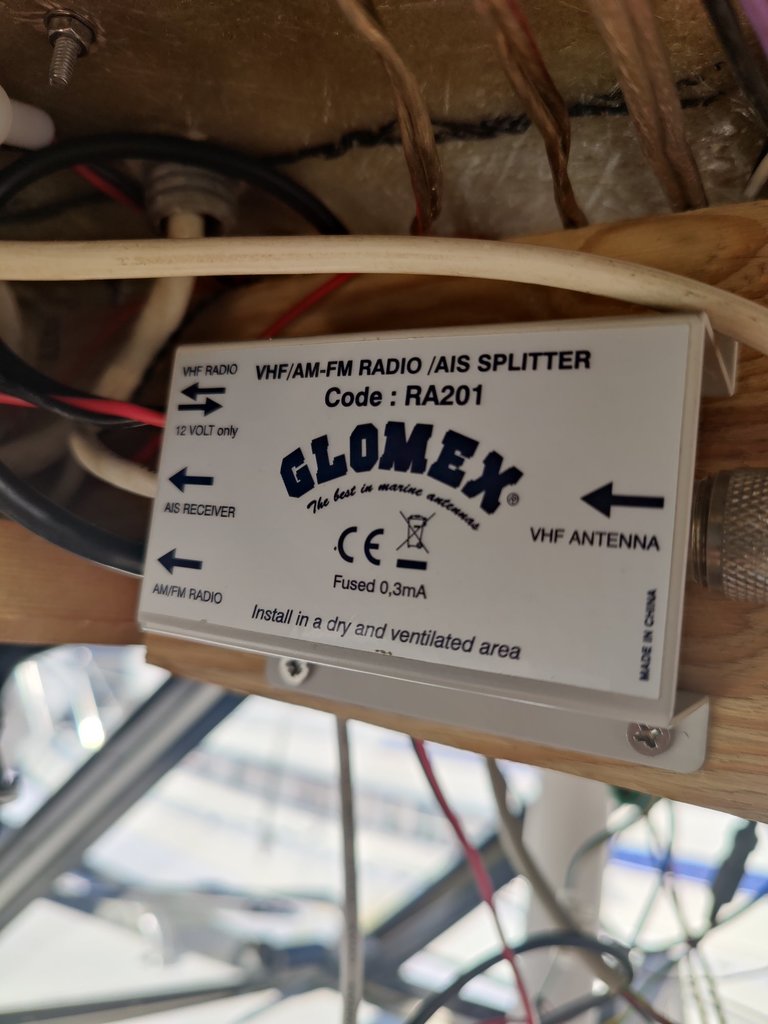 VHF/AM-FM RADIO /AIS SPLITTER
Code : RA201
VHF RADIO
12 VOLT only
AIS RECEIVER
AM/FM RADIO
GLOMEX®
The best in marine antennas
CE
Fused 0,3mA
VHF ANTENNA
Install in a dry and ventilated area
MADE IN CHINA